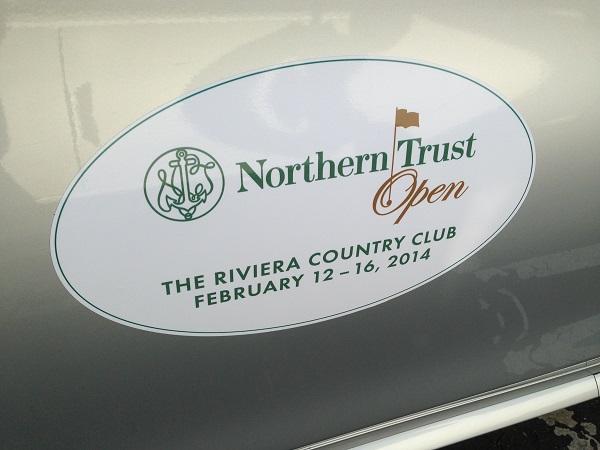 Northern Trust
Open
THE RIVIERA COUNTRY CLUB
FEBRUARY 12 – 16, 2014